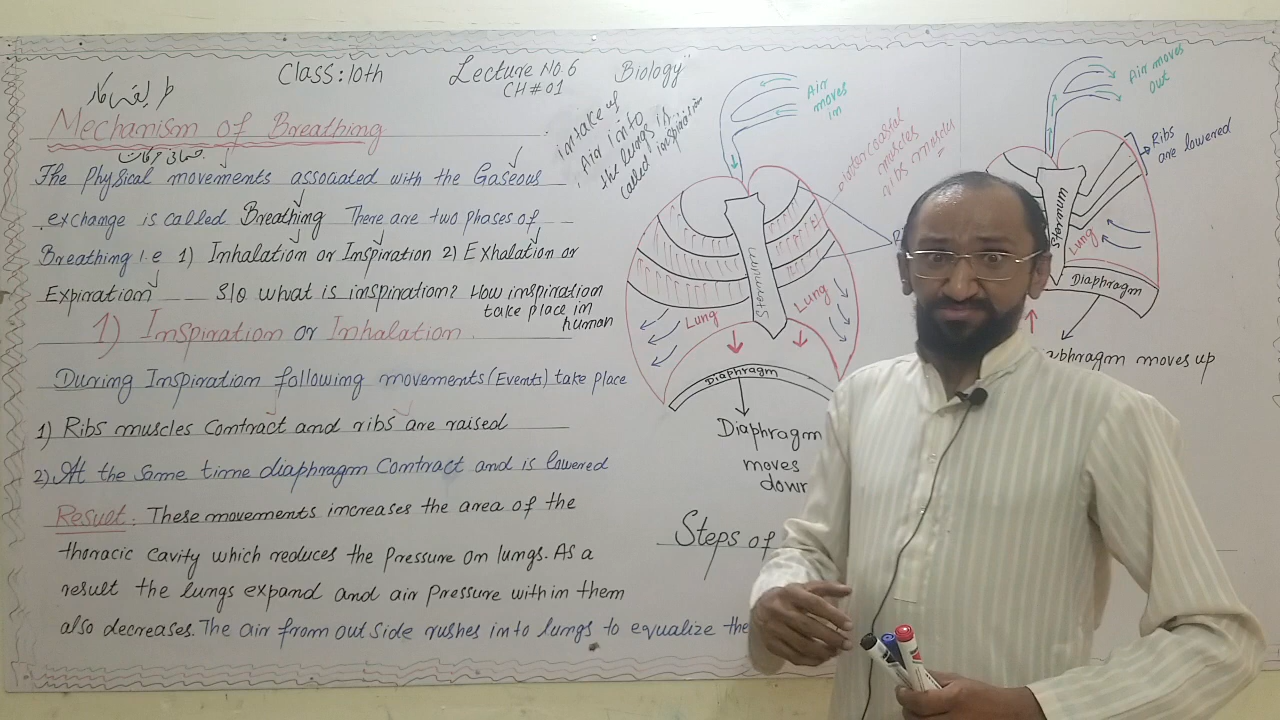 Class: 10th
Lecture No. 6
Biology
CH # 01
طریقہ کار
Mechanism of Breathing
جسمانی حرکات
The Physical movements associated with the Gaseous
exchange is called Breathing There are two phases of
Breathing i.e 1) Inhalation or Inspiration 2) Exhalation or
Expiration
S/Q what is inspiration? How inspiration
take place in
human
1) Inspiration or Inhalation.
During Inspiration following movements (Events) take place
1) Ribs muscles Contract and ribs are raised
2) At the Same time diaphragm Contract and is lowered
Result: These movements increases the area of the
thoracic cavity which reduces the Pressure on lungs. As a
result the lungs expand and air Pressure with in them
also decreases. The air from out side rushes into lungs to equalize the
intake of
Air into
the lungs is
called inspiration
Air
moves
in
muscles
ribs muscles
Sternum
Lung
Lung
Diaphragm
Diaphragm
moves
down
Steps of
Air moves
out
Ribs
are lowered
Sternum
Lung
Diaphragm
aphragm moves up